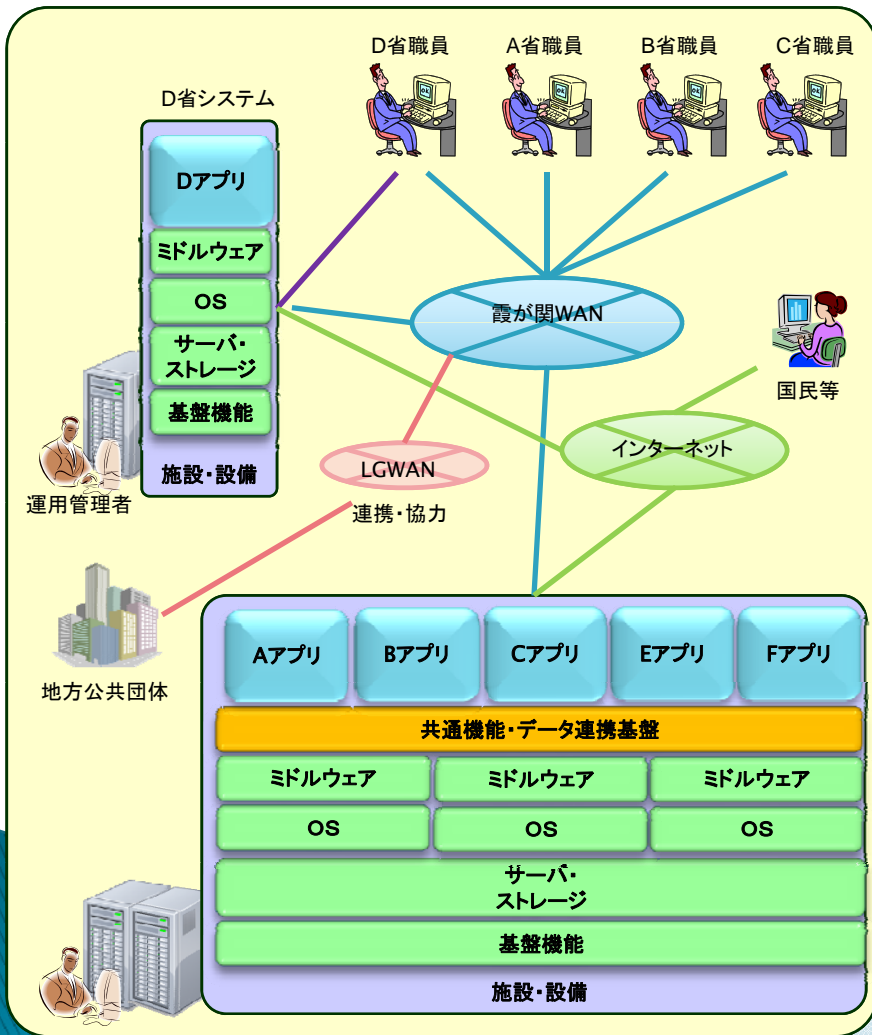 D省職員
A省職員
B省職員
C省職員
D省システム
Dアプリ
ミドルウェア
OS
サーバ・
ストレージ
基盤機能
施設・設備
運用管理者
霞が関WAN
国民等
インターネット
LGWAN
連携・協力
地方公共団体
Aアプリ
Bアプリ
Cアプリ
Eアプリ
Fアプリ
共通機能・データ連携基盤
ミドルウェア
ミドルウェア
ミドルウェア
OS
OS
OS
サーバ・
ストレージ
基盤機能
施設・設備